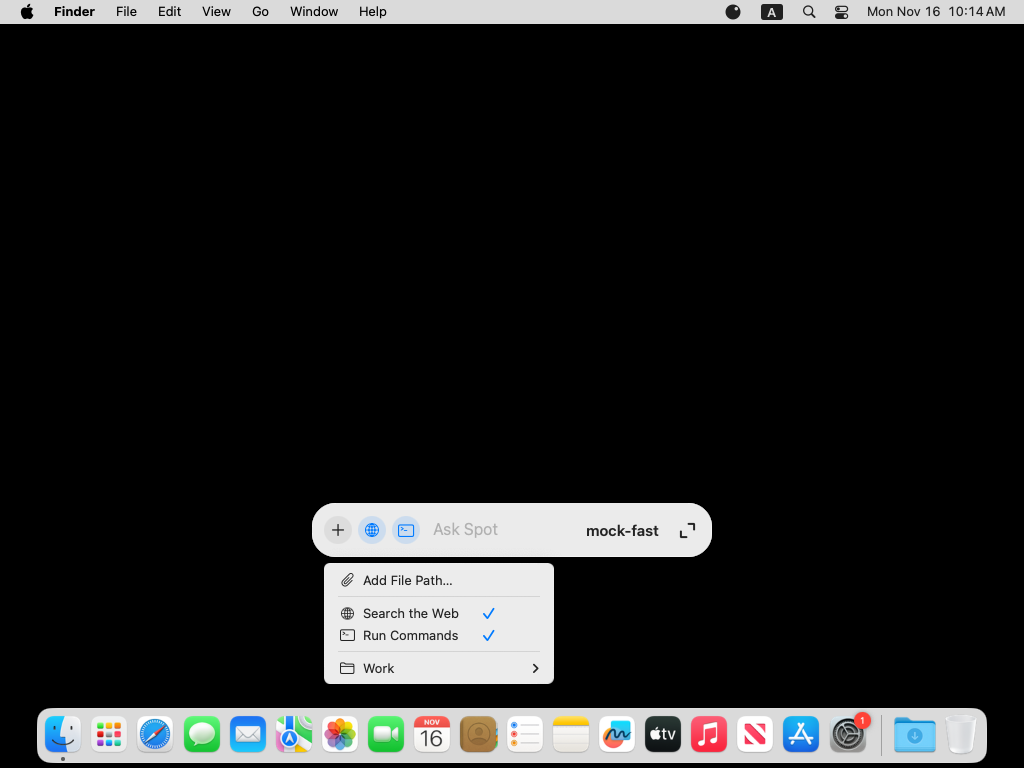 Finder File Edit View Go Window Help A Mon Nov 16 10:14 AM
Ask Spot mock-fast
Add File Path...
Search the Web
Run Commands
Work
NOV
16
tv
1